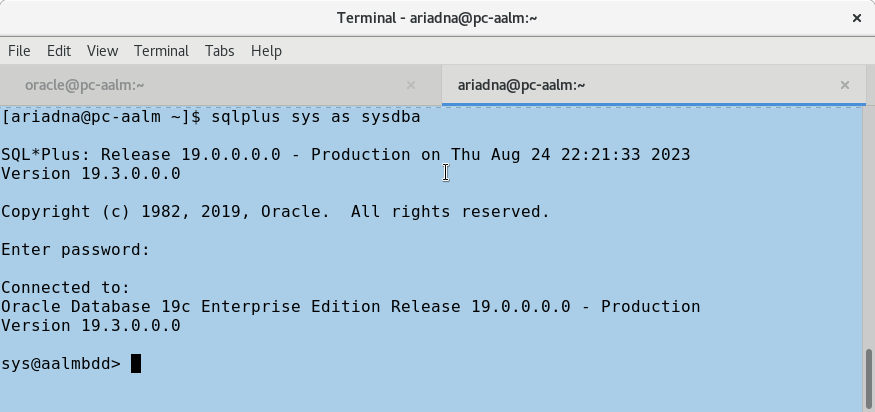 Terminal - ariadna@pc-aalm:~ ×
File Edit View Terminal Tabs Help
oracle@pc-aalm:~ × ariadna@pc-aalm:~ ×
[ariadna@pc-aalm ~]$ sqlplus sys as sysdba
SQL*Plus: Release 19.0.0.0.0 - Production on Thu Aug 24 22:21:33 2023
Version 19.3.0.0.0
Copyright (c) 1982, 2019, Oracle.  All rights reserved.
Enter password:
Connected to:
Oracle Database 19c Enterprise Edition Release 19.0.0.0.0 - Production
Version 19.3.0.0.0
sys@aalmbdd>